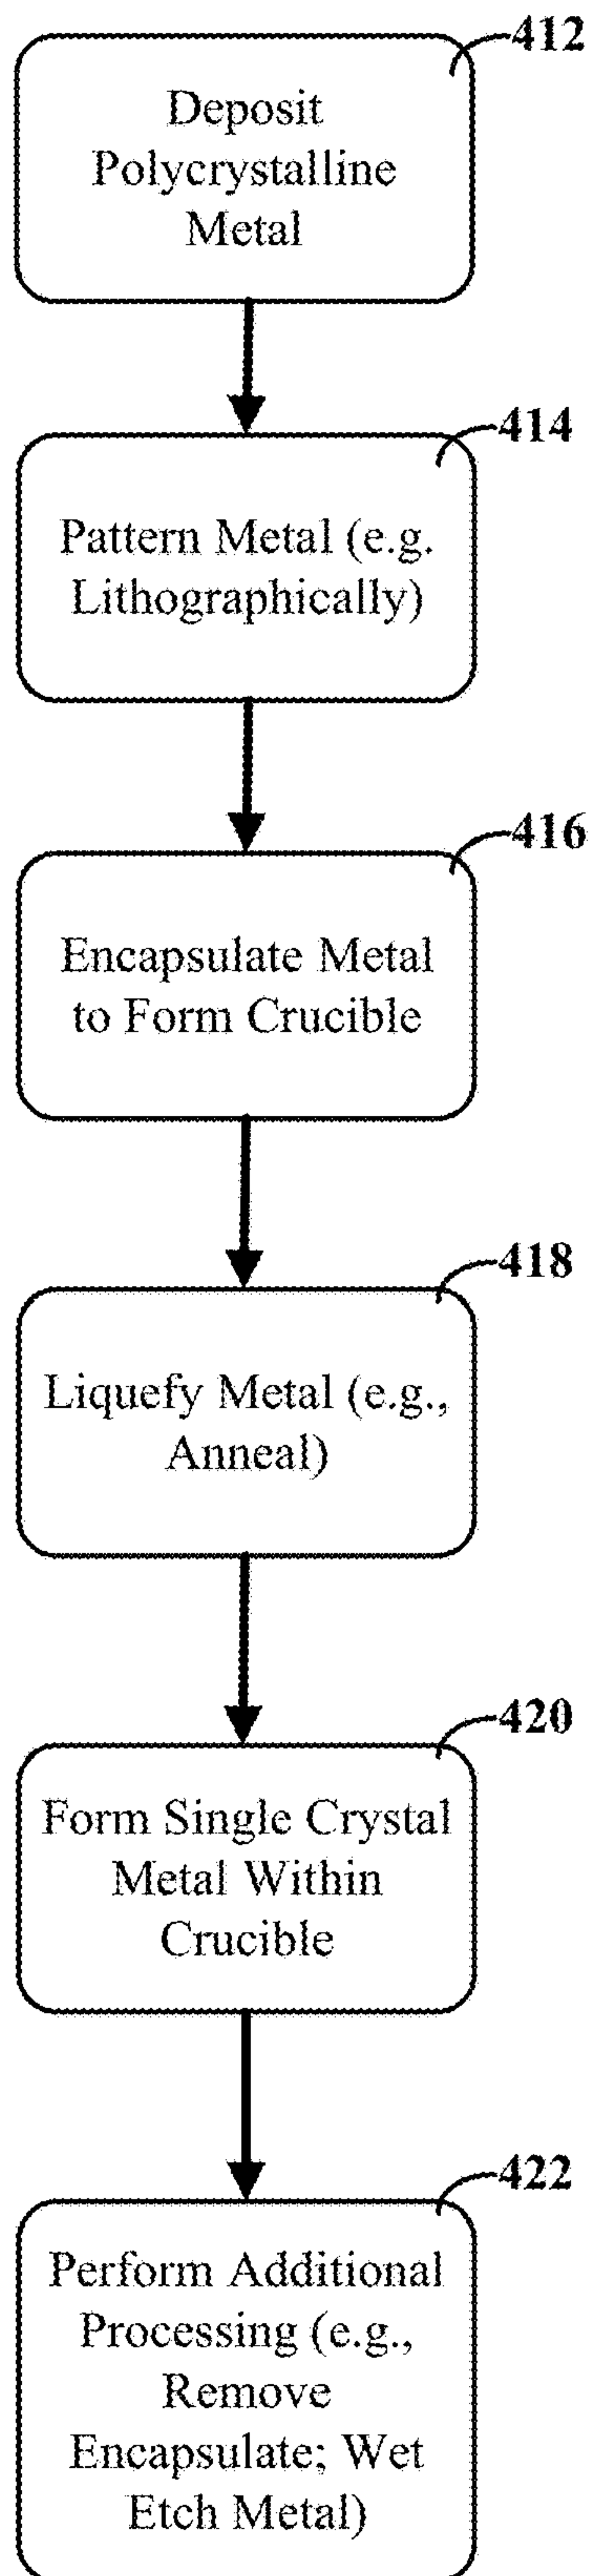 412
Deposit
Polycrystalline
Metal
414
Pattern Metal (e.g.
Lithographically)
416
Encapsulate Metal
to Form Crucible
418
Liquefy Metal (e.g.,
Anneal)
420
Form Single Crystal
Metal Within
Crucible
422
Perform Additional
Processing (e.g.,
Remove
Encapsulate; Wet
Etch Metal)